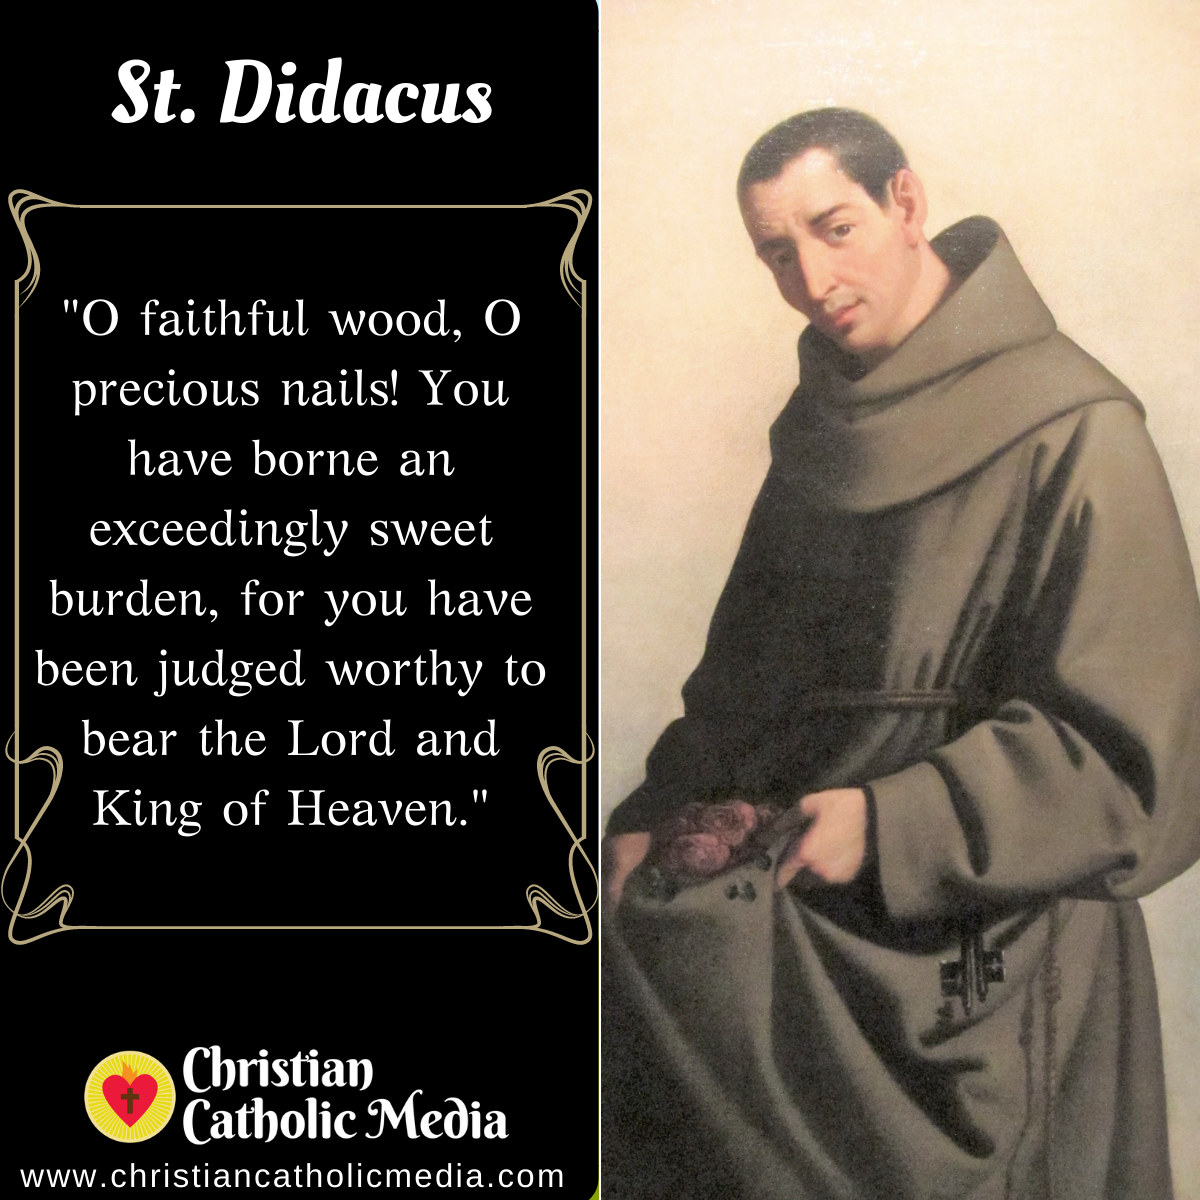 St. Didacus
"O faithful wood, O
precious nails! You
have borne an
exceedingly sweet
burden, for you have
been judged worthy to
bear the Lord and
King of Heaven."
Christian
Catholic Media
www.christiancatholicmedia.com